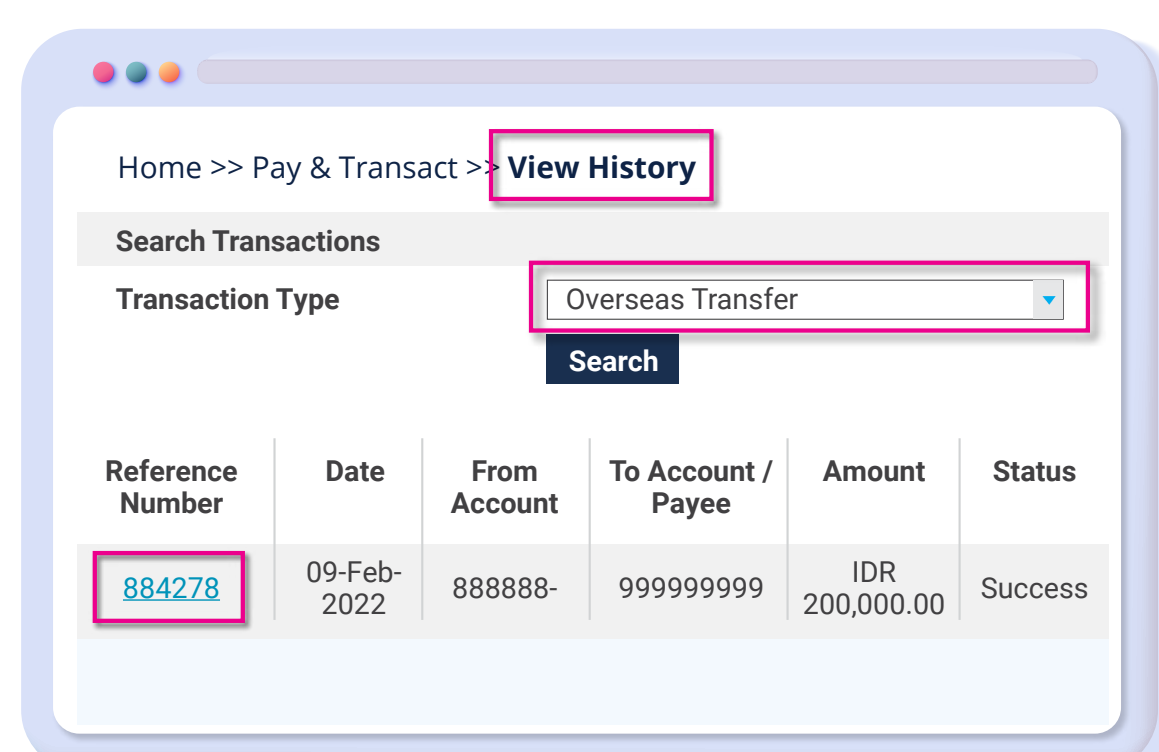 Home >> Pay & Transact >> View History
Search Transactions
Transaction Type
Overseas Transfer
Search
Reference Number
Date
From Account
To Account / Payee
Amount
Status
884278
09-Feb-2022
888888-
999999999
IDR 200,000.00
Success